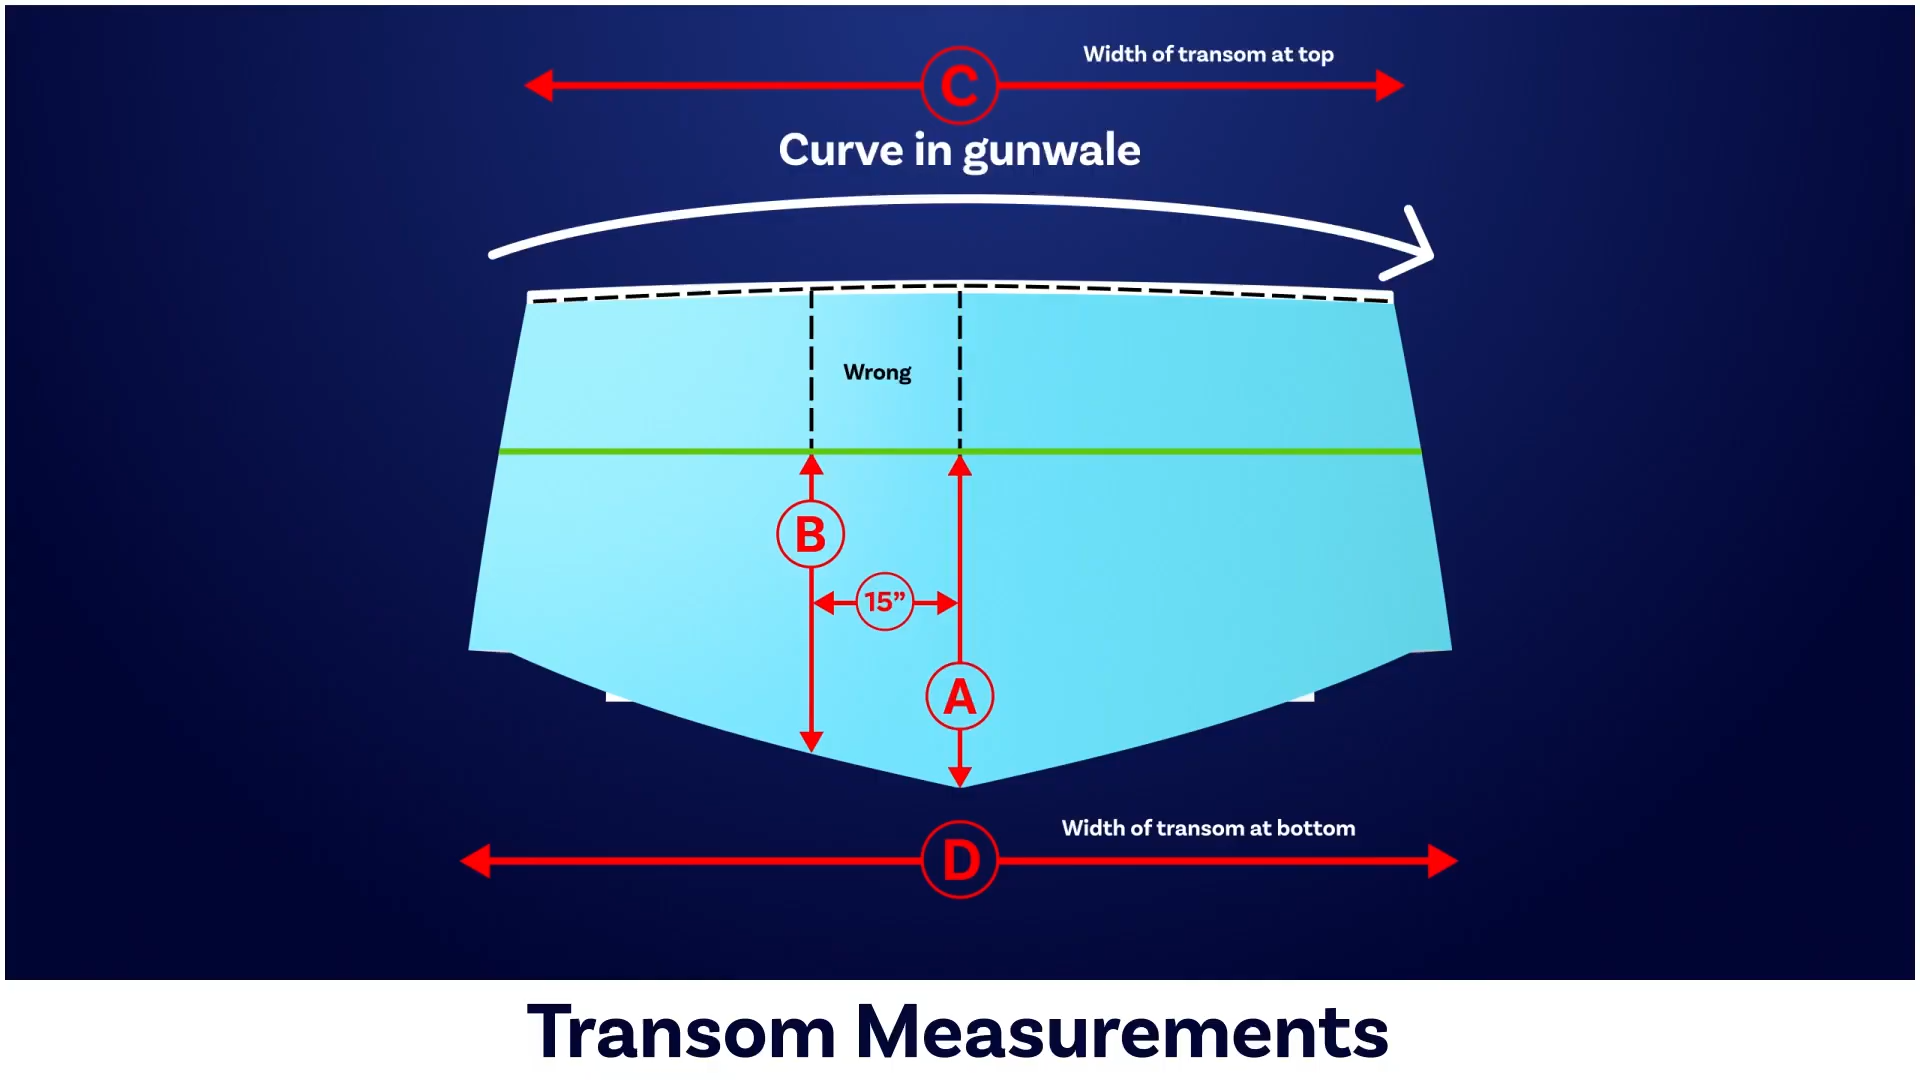 Width of transom at top
C
Curve in gunwale
Wrong
B
15”
A
Width of transom at bottom
D
Transom Measurements